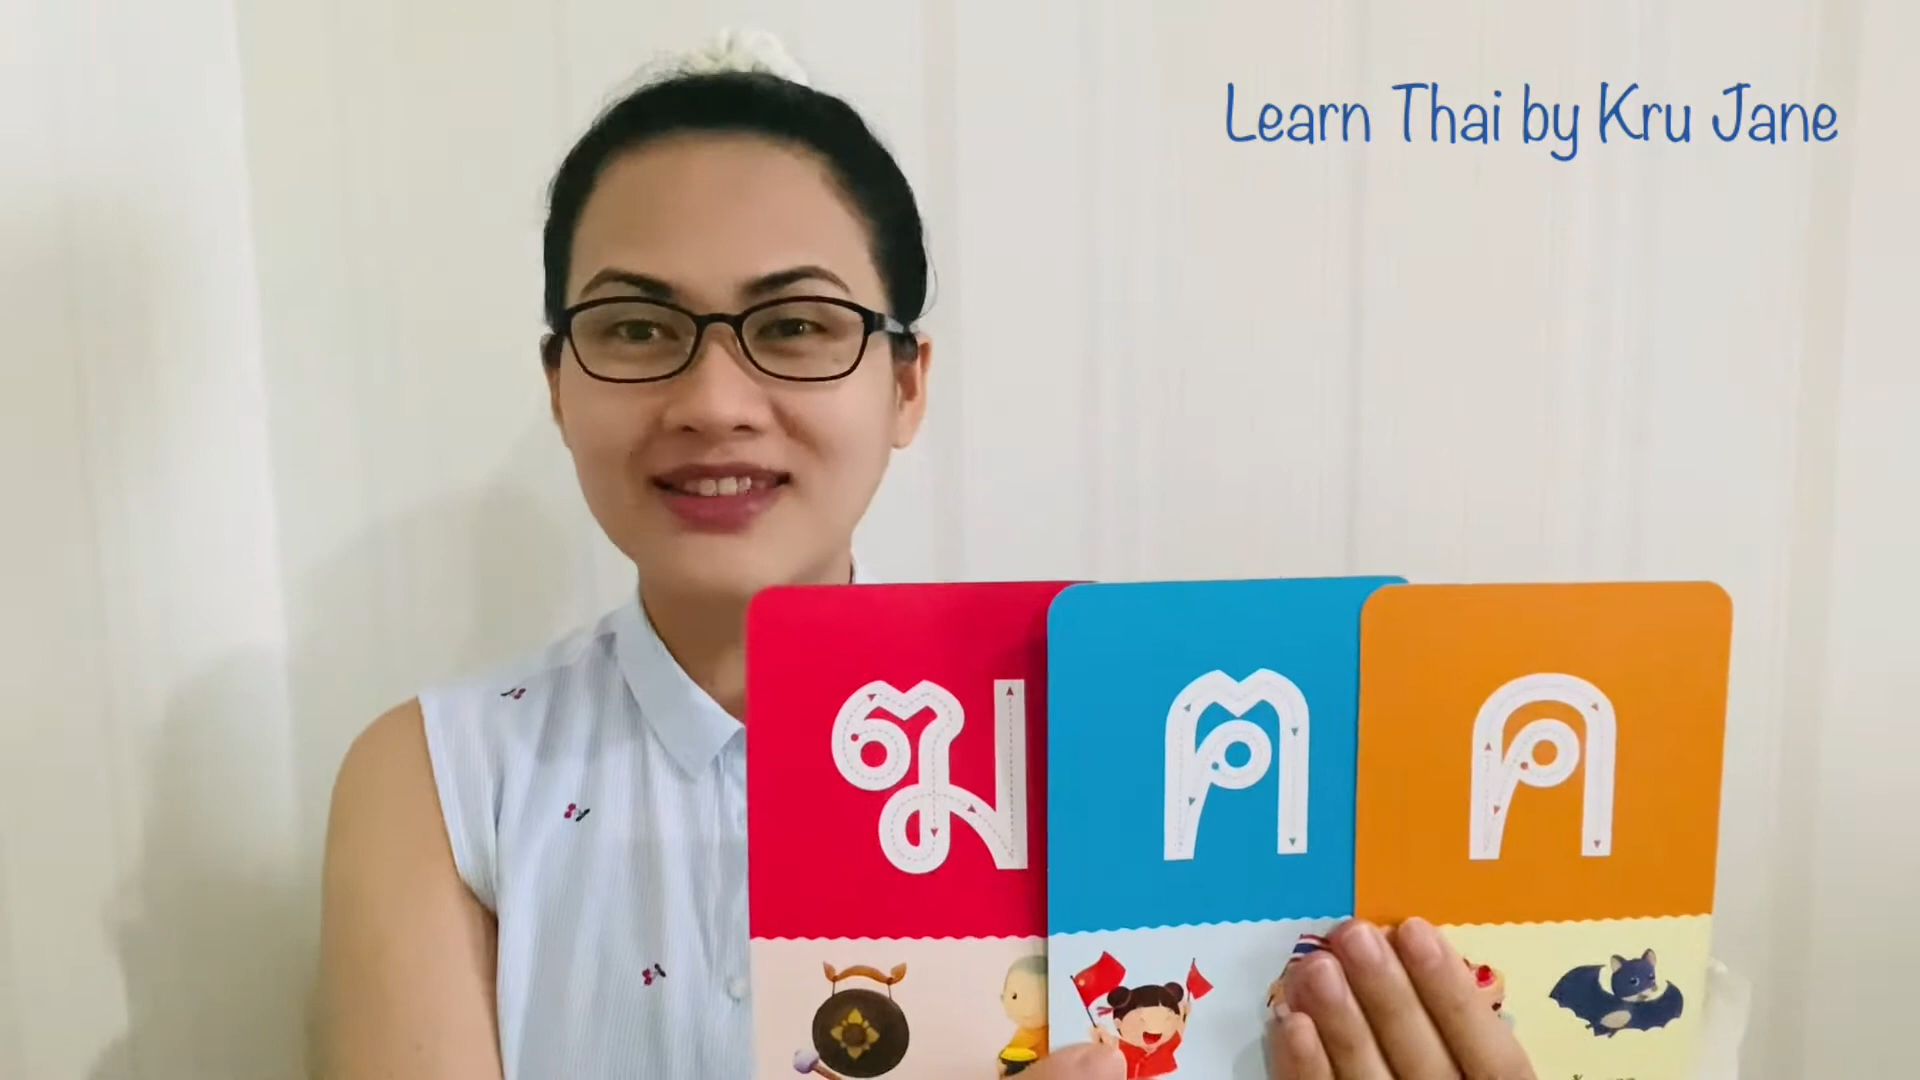 Learn Thai by Kru Jane
ฆ ฅ ค